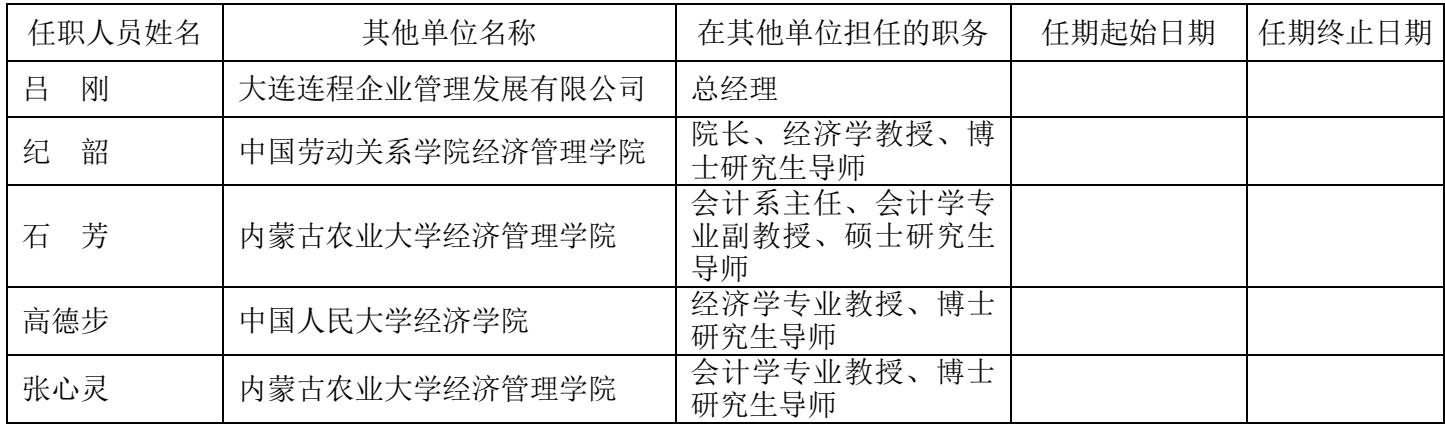 任职人员姓名 其他单位名称 在其他单位担任的职务 任期起始日期 任期终止日期
吕　刚 大连连程企业管理发展有限公司 总经理
纪　韶 中国劳动关系学院经济管理学院 院长、经济学教授、博
士研究生导师
石　芳 内蒙古农业大学经济管理学院 会计系主任、会计学专
业副教授、硕士研究生
导师
高德步 中国人民大学经济学院 经济学专业教授、博士
研究生导师
张心灵 内蒙古农业大学经济管理学院 会计学专业教授、博士
研究生导师